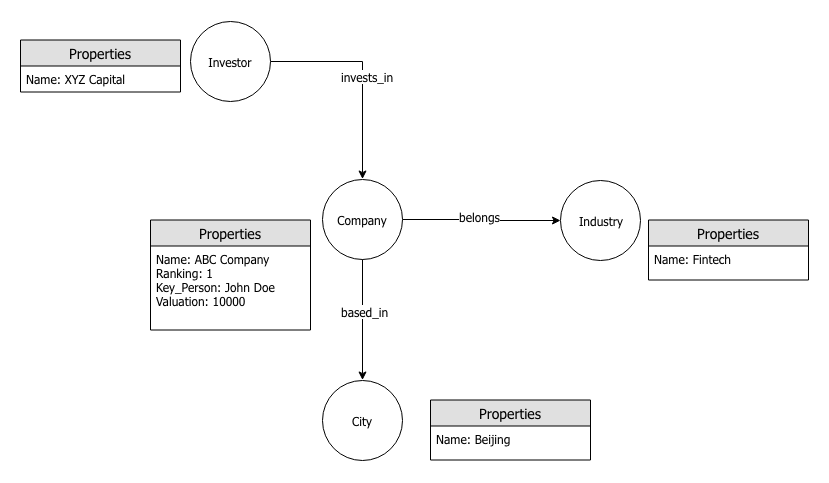 Properties
Name: XYZ Capital
Investor
invests_in
Company
belongs
Industry
Properties
Name: ABC Company
Ranking: 1
Key_Person: John Doe
Valuation: 10000
Properties
Name: Fintech
based_in
City
Properties
Name: Beijing